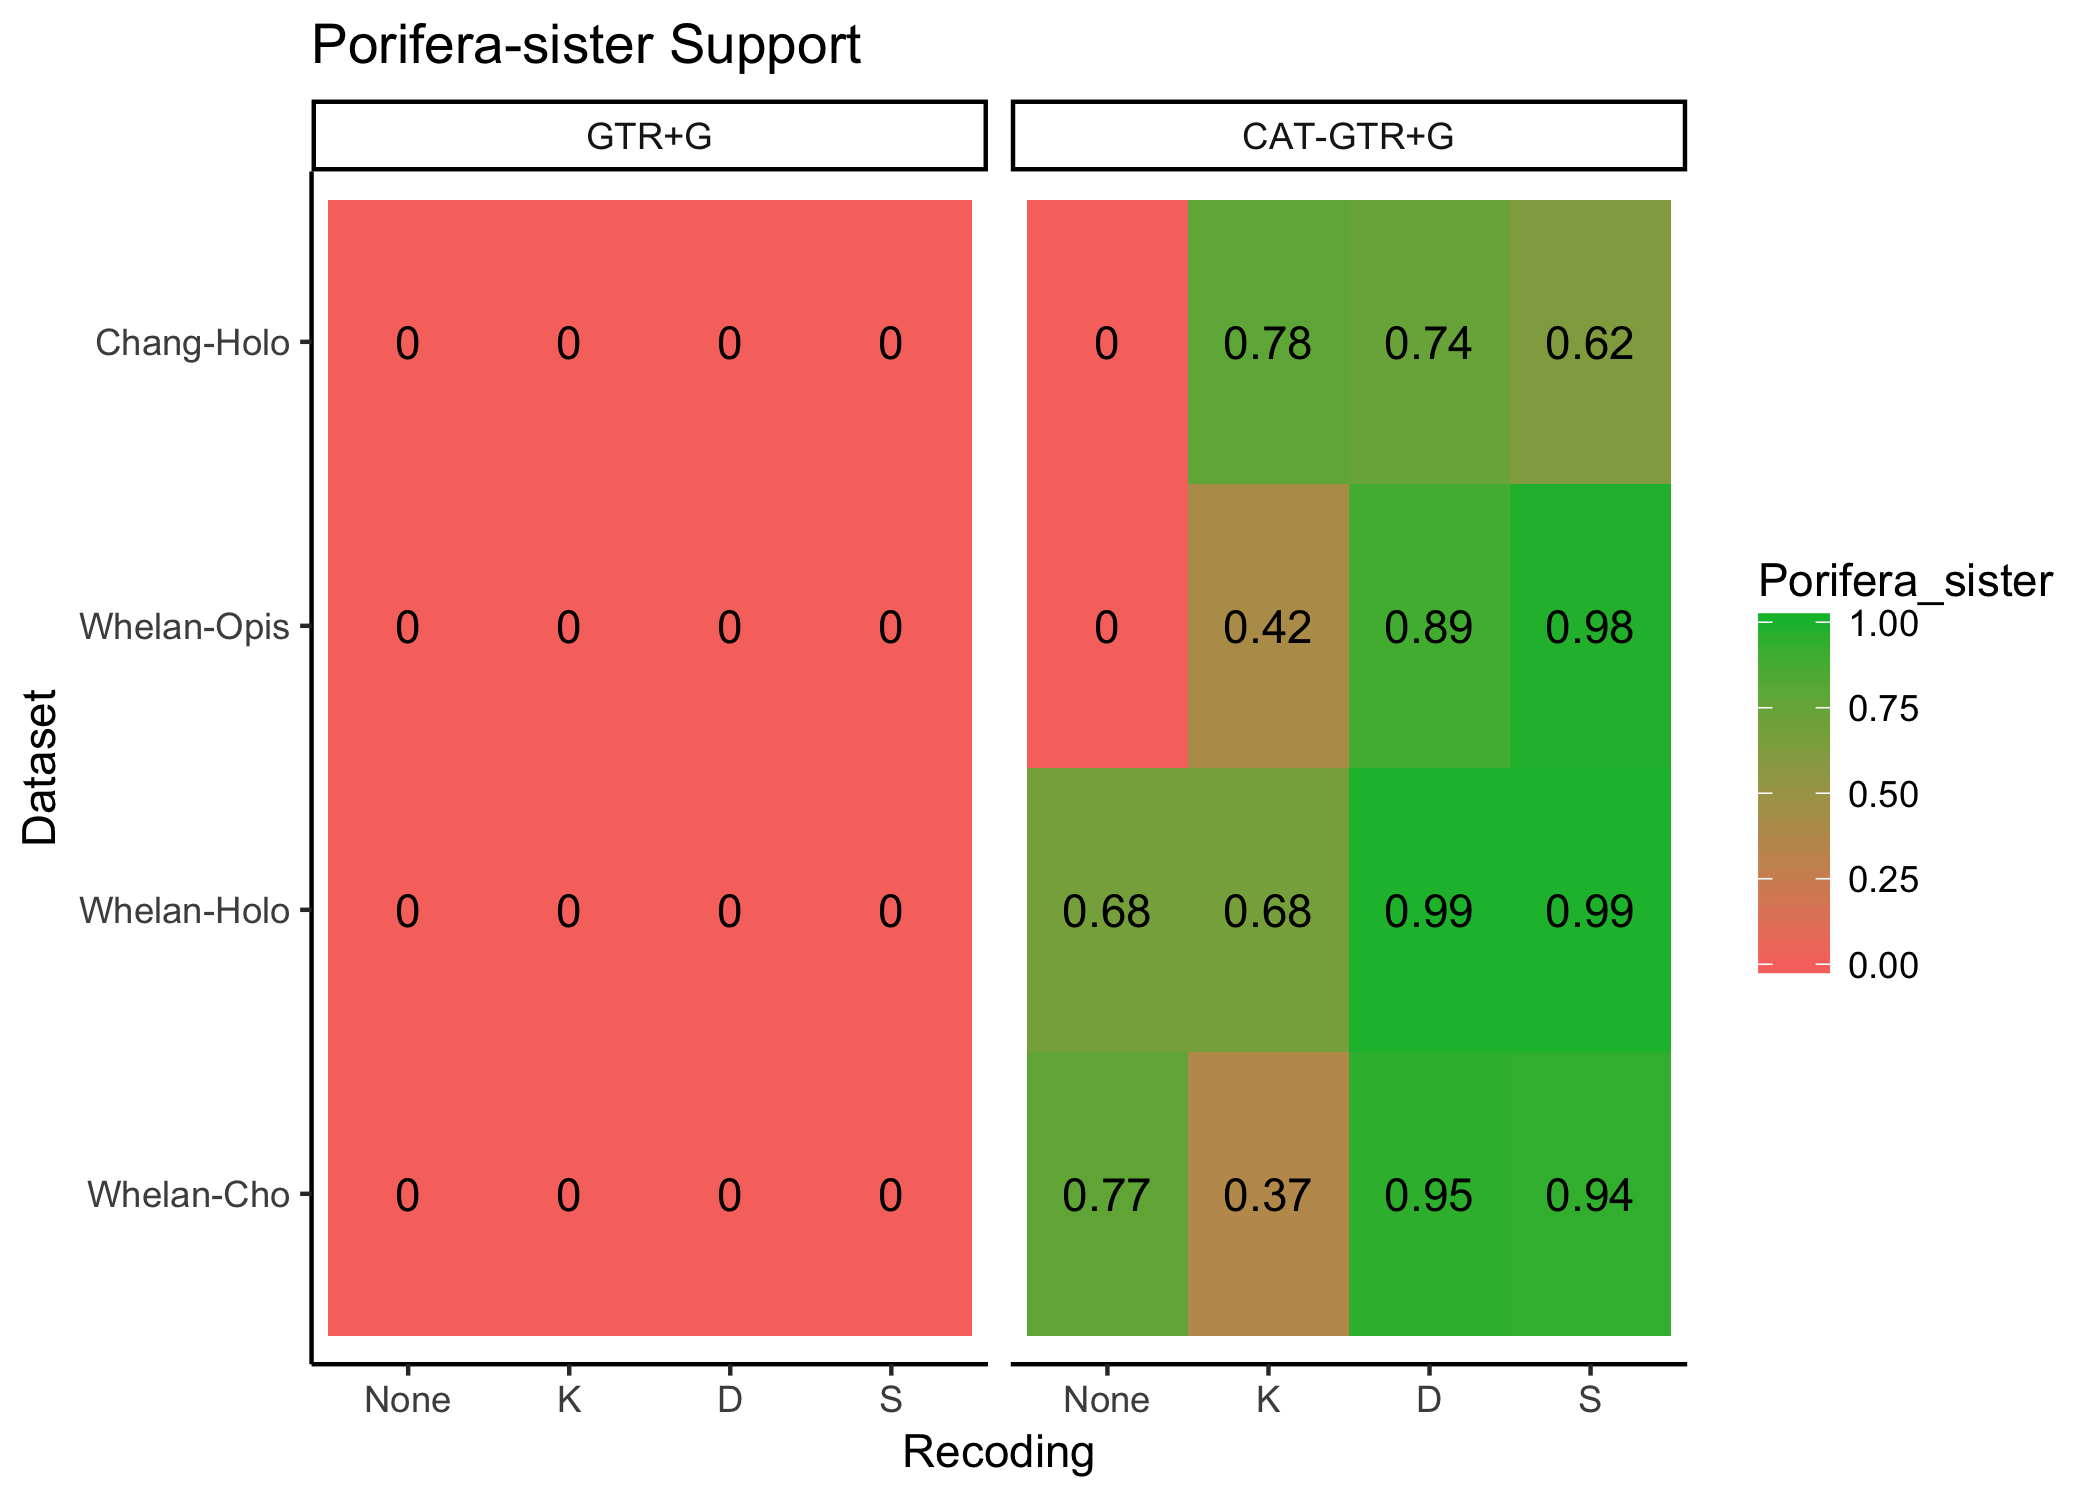 Porifera-sister Support
GTR+G CAT-GTR+G
Chang-Holo 0 0 0 0 0 0.78 0.74 0.62
Whelan-Opis 0 0 0 0 0 0.42 0.89 0.98
Whelan-Holo 0 0 0 0 0.68 0.68 0.99 0.99
Whelan-Cho 0 0 0 0 0.77 0.37 0.95 0.94
None K D S None K D S
Recoding
Dataset
Porifera_sister
1.00
0.75
0.50
0.25
0.00